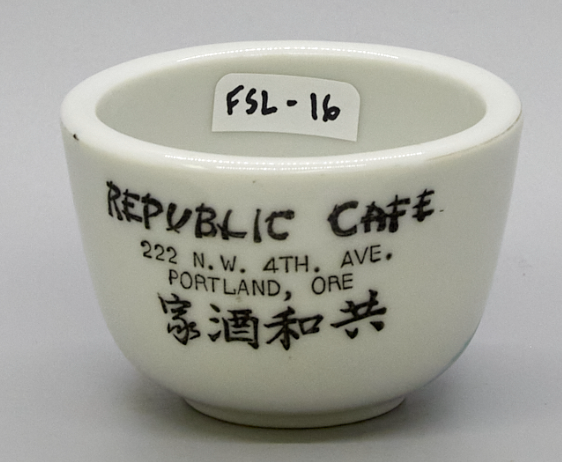 FSL-16
REPUBLIC CAFE
222 N.W. 4TH. AVE.
PORTLAND, ORE
家酒和共